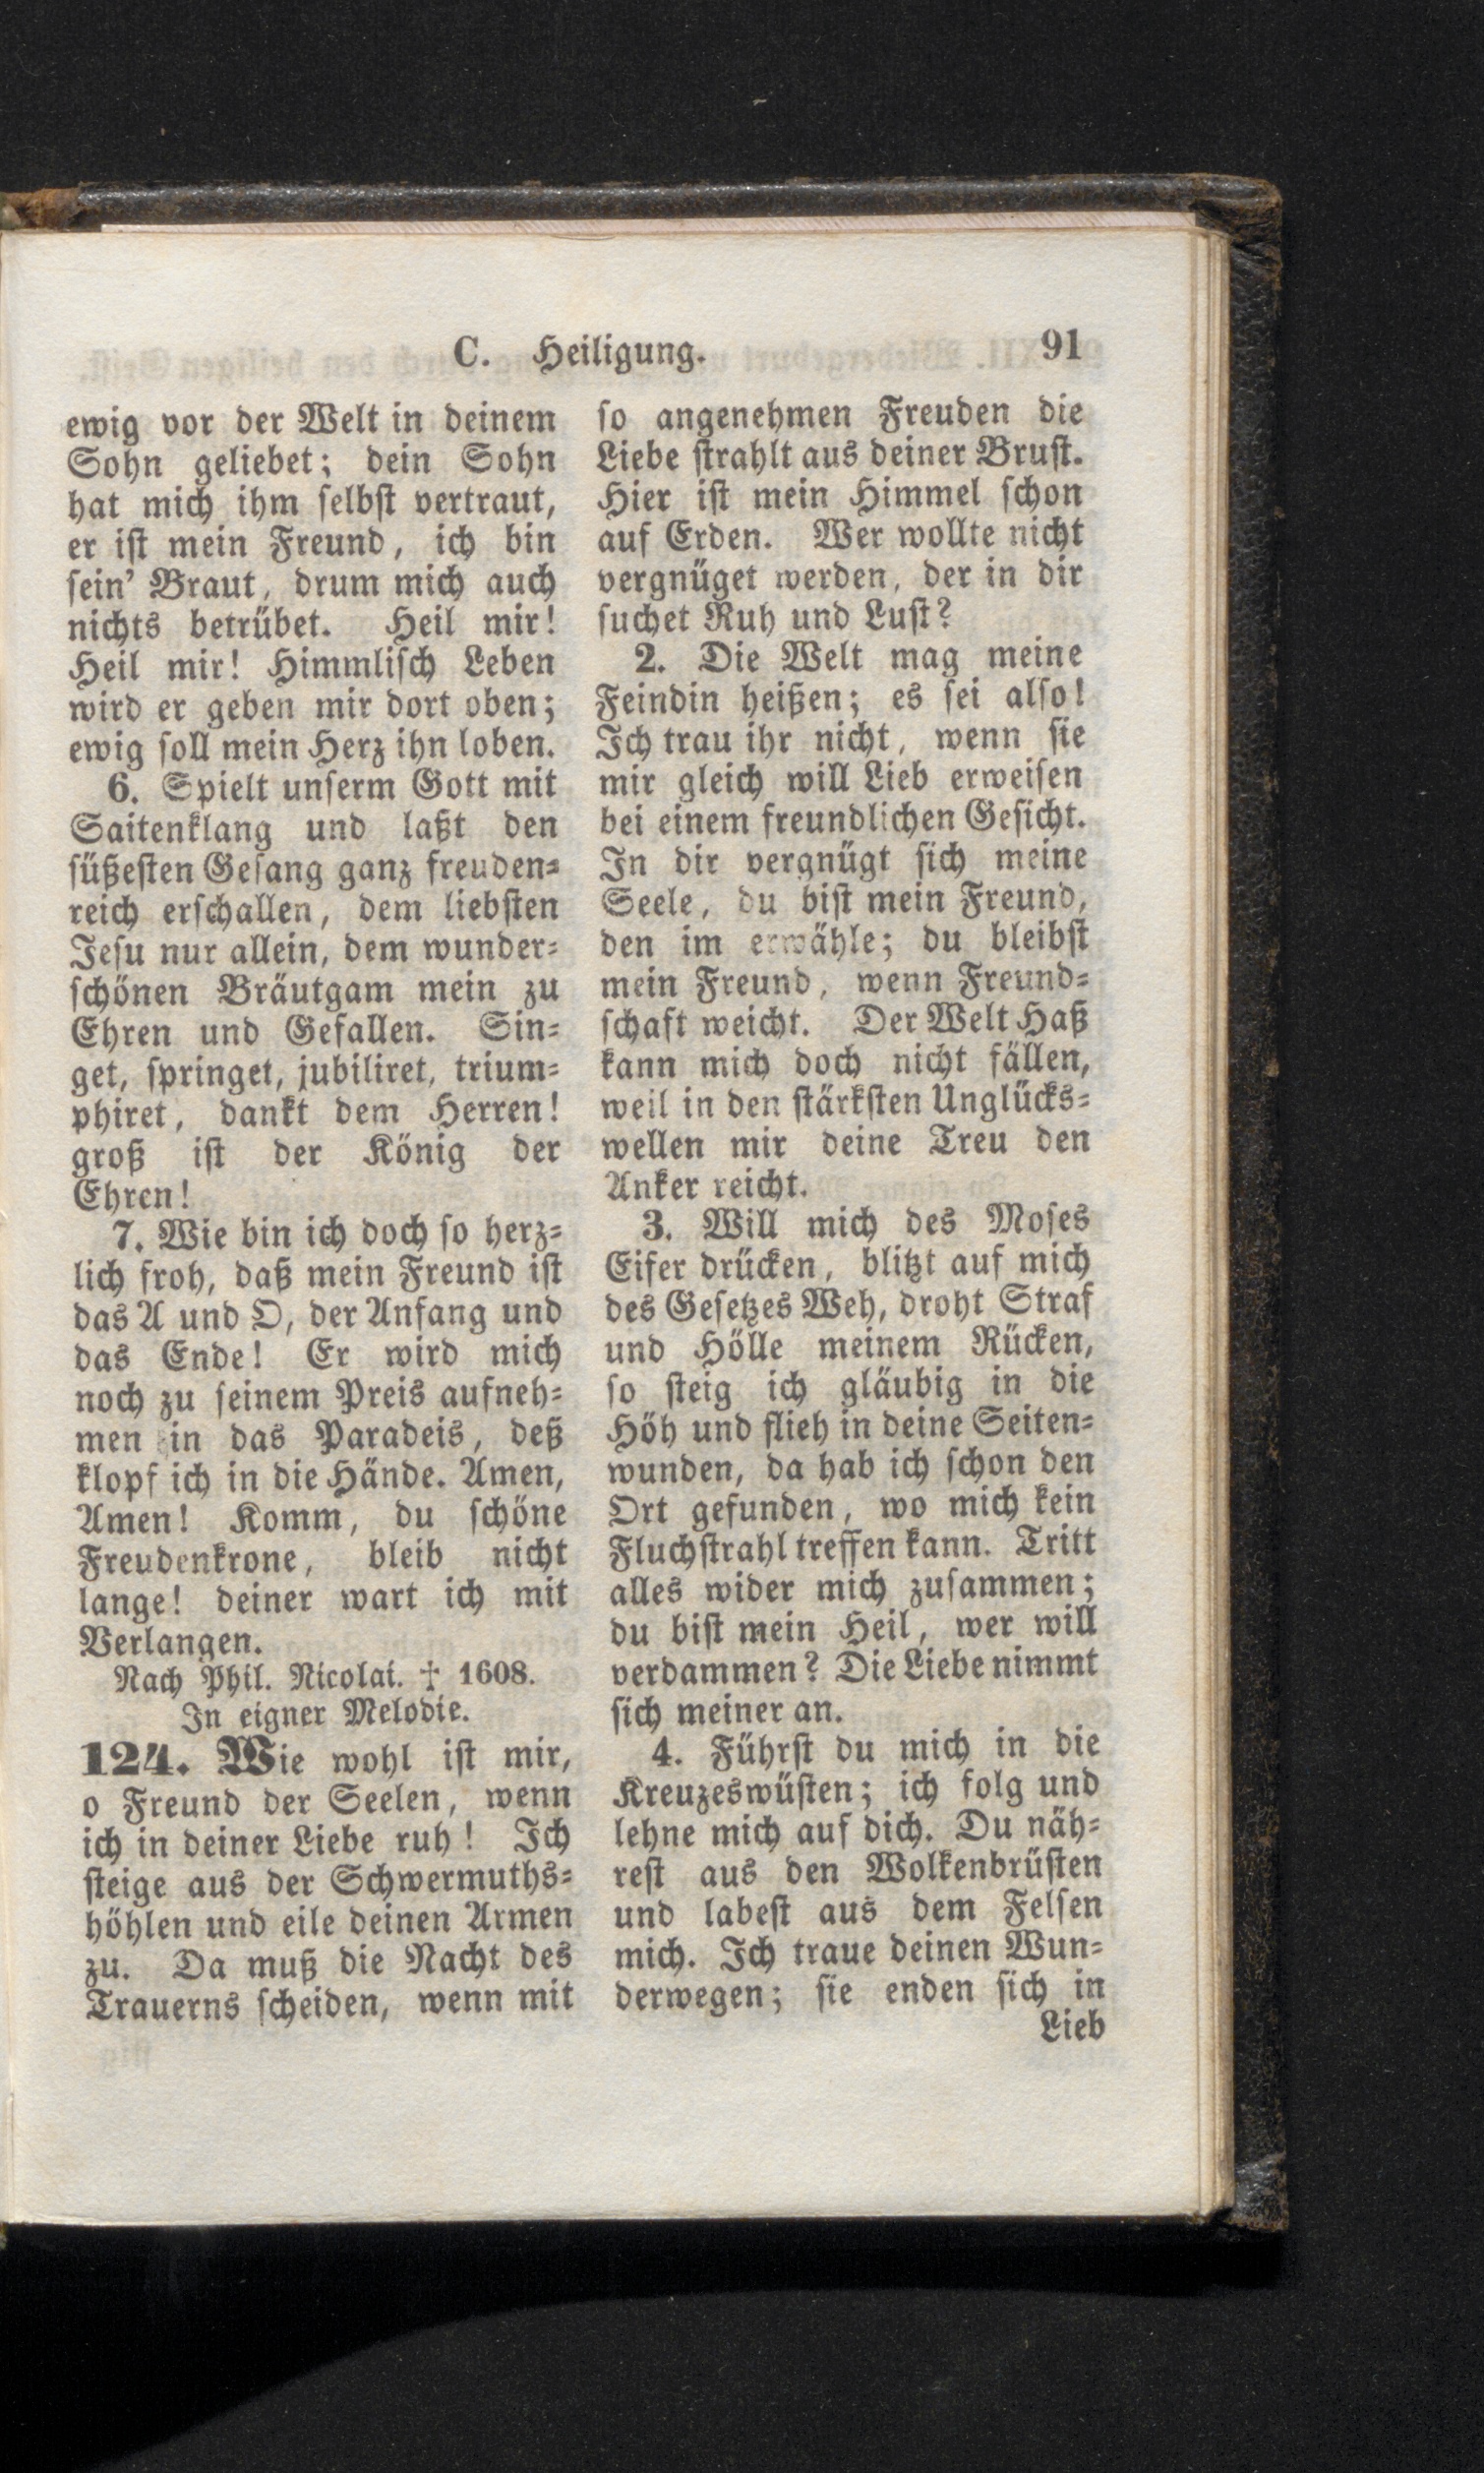 C. Heiligung.
91
ewig vor der Welt in deinem
Sohn geliebet; dein Sohn
hat mich ihm ſelbſt vertraut,
er iſt mein Freund, ich bin
ſein' Braut, drum mich auch
nichts betrübet. Heil mir!
Heil mir! Himmliſch Leben
wird er geben mir dort oben;
ewig ſoll mein Herz ihn loben.
6. Spielt unſerm Gott mit
Saitenklang und laßt den
ſüßeſten Geſang ganz freuden⸗
reich erſchallen, dem liebſten
Jeſu nur allein, dem wunder⸗
ſchönen Bräutgam mein zu
Ehren und Gefallen. Sin⸗
get, ſpringet, jubiliret, trium⸗
phiret, dankt dem Herren!
groß iſt der König der
Ehren!
7. Wie bin ich doch ſo herz⸗
lich froh, daß mein Freund iſt
das A und O, der Anfang und
das Ende! Er wird mich
noch zu ſeinem Preis aufneh⸗
men in das Paradeis, deß
klopf ich in die Hände. Amen,
Amen! Komm, du ſchöne
Freudenkrone, bleib nicht
lange! deiner wart ich mit
Verlangen.
Nach Phil. Nicolai. † 1608.
In eigner Melodie.
124. Wie wohl iſt mir,
o Freund der Seelen, wenn
ich in deiner Liebe ruh! Ich
ſteige aus der Schwermuths⸗
höhlen und eile deinen Armen
zu. Da muß die Nacht des
Trauerns ſcheiden, wenn mit
ſo angenehmen Freuden die
Liebe ſtrahlt aus deiner Bruſt.
Hier iſt mein Himmel ſchon
auf Erden. Wer wollte nicht
vergnüget werden, der in dir
ſuchet Ruh und Luſt?
2. Die Welt mag meine
Feindin heißen; es ſei alſo!
Ich trau ihr nicht, wenn ſie
mir gleich will Lieb erweiſen
bei einem freundlichen Geſicht.
In dir vergnügt ſich meine
Seele, du biſt mein Freund,
den im erwähle; du bleibſt
mein Freund, wenn Freund⸗
ſchaft weicht. Der Welt Haß
kann mich doch nicht fällen,
weil in den ſtärkſten Unglücks⸗
wellen mir deine Treu den
Anker reicht.
3. Will mich des Moſes
Eifer drücken, blitzt auf mich
des Geſetzes Weh, droht Straf
und Hölle meinem Rücken,
ſo ſteig ich gläubig in die
Höh und flieh in deine Seiten⸗
wunden, da hab ich ſchon den
Ort gefunden, wo mich kein
Fluchſtrahl treffen kann. Tritt
alles wider mich zuſammen;
du biſt mein Heil, wer will
verdammen? Die Liebe nimmt
ſich meiner an.
4. Führſt du mich in die
Kreuzeswüſten; ich folg und
lehne mich auf dich. Du näh⸗
reſt aus den Wolkenbrüſten
und labeſt aus dem Felſen
mich. Ich traue deinen Wun⸗
derwegen; ſie enden ſich in
Lieb